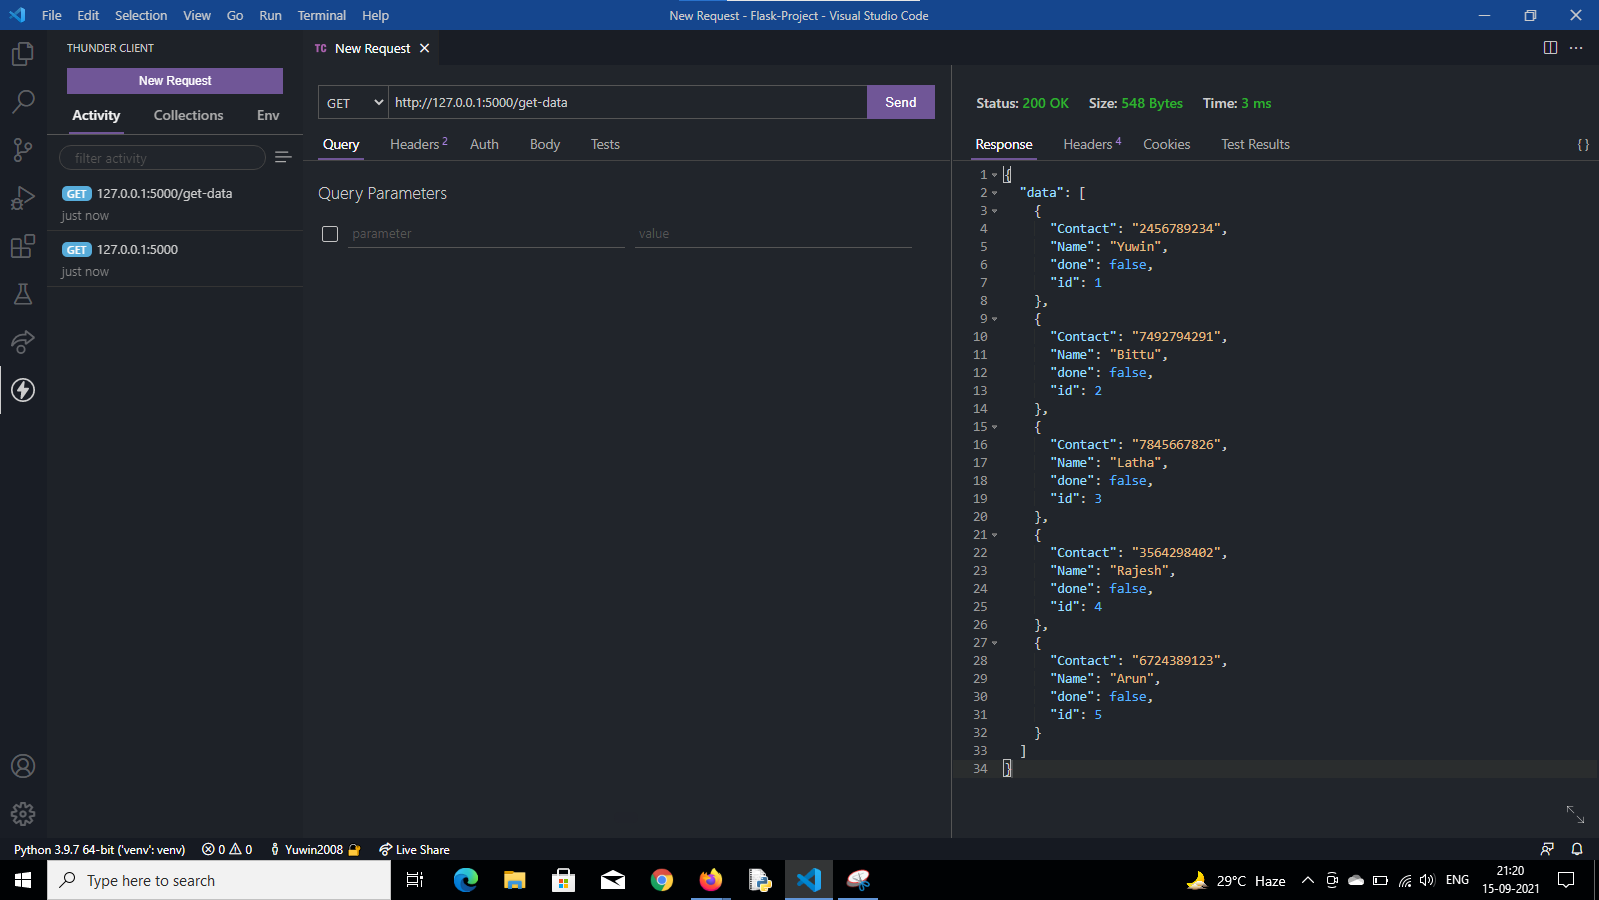 File Edit Selection View Go Run Terminal Help
New Request - Flask-Project - Visual Studio Code
THUNDER CLIENT
New Request
Activity Collections Env
filter activity
GET 127.0.0.1:5000/get-data
just now
GET 127.0.0.1:5000
just now
TC New Request
GET http://127.0.0.1:5000/get-data Send
Query Headers 2 Auth Body Tests
Query Parameters
parameter value
Status: 200 OK Size: 548 Bytes Time: 3 ms
Response Headers 4 Cookies Test Results {}
1 {
2 "data": [
3 {
4 "Contact": "2456789234",
5 "Name": "Yuwin",
6 "done": false,
7 "id": 1
8 },
9 {
10 "Contact": "7492794291",
11 "Name": "Bittu",
12 "done": false,
13 "id": 2
14 },
15 {
16 "Contact": "7845667826",
17 "Name": "Latha",
18 "done": false,
19 "id": 3
20 },
21 {
22 "Contact": "3564298402",
23 "Name": "Rajesh",
24 "done": false,
25 "id": 4
26 },
27 {
28 "Contact": "6724389123",
29 "Name": "Arun",
30 "done": false,
31 "id": 5
32 }
33 ]
34 }
Python 3.9.7 64-bit ('venv': venv) 0 0 Yuwin2008 Live Share
Type here to search
29°C Haze
ENG
21:20
15-09-2021